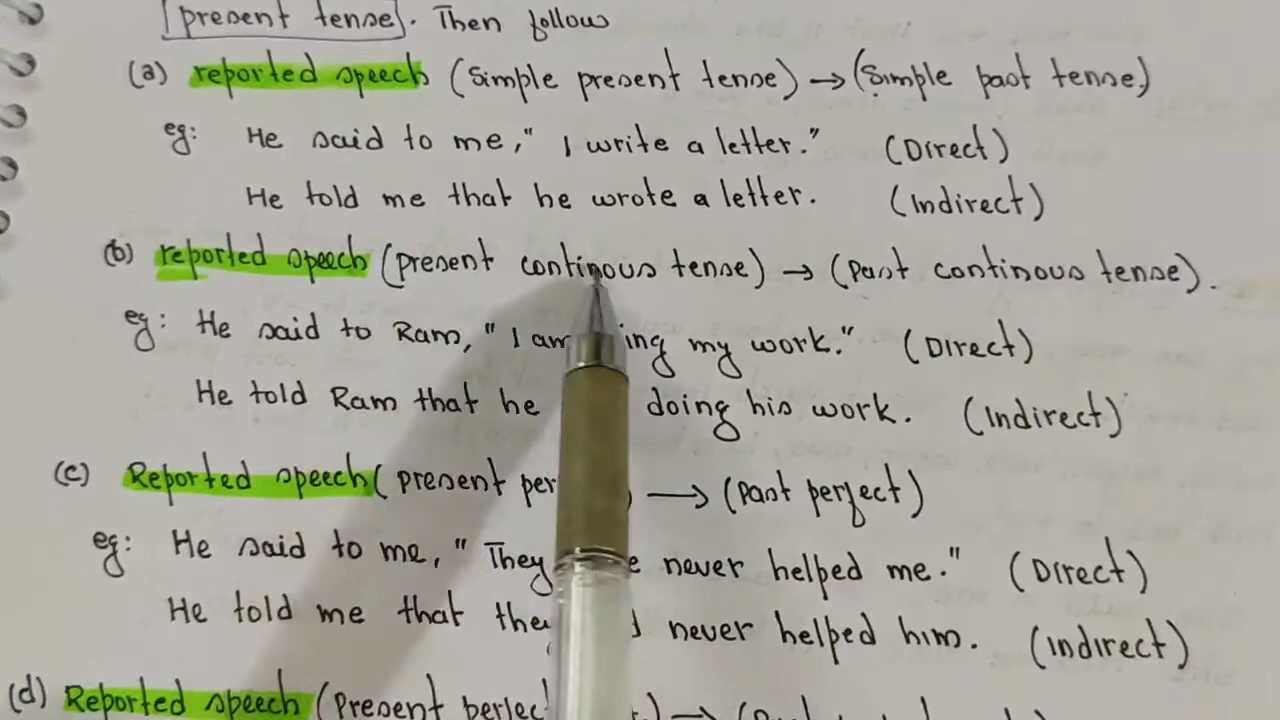 present tense. Then follow
(a) reported speech (Simple present tense) → (Simple past tense)
eg: He said to me, "I write a letter." (Direct)
He told me that he wrote a letter. (Indirect)
(b) reported speech (present continous tense) → (Past continous tense).
eg: He said to Ram, "I am ing my work." (Direct)
He told Ram that he doing his work. (Indirect)
(c) Reported speech (present per → (Past perfect)
eg: He said to me, "They never helped me." (Direct)
He told me that the never helped him. (Indirect)
(d) Reported speech (Present